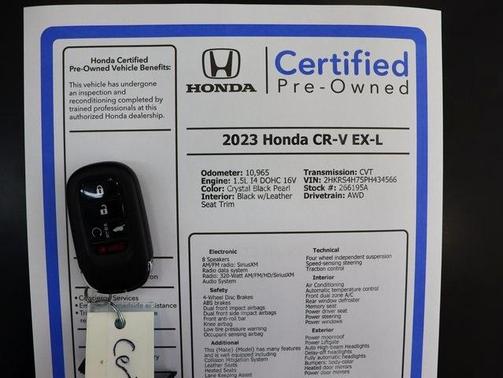 Honda Certified
Pre-Owned Vehicle Benefits:
This vehicle has undergone
an inspection and
reconditioning completed by
trained professionals at this
authorized Honda dealership.
Concierge Services
HONDA
Certified
Pre-Owned
2023 Honda CR-V EX-L
Odometer: 10,965
Engine: 1.5L I4 DOHC 16V
Color: Crystal Black Pearl
Interior: Black w/Leather
Seat Trim
Transmission: CVT
VIN: 2HKRS4H75PH434566
Stock #: 266195A
Drivetrain: AWD
Electronic
8 Speakers
AM/FM radio: SiriusXM
Radio data system
Radio: 320-Watt AM/FM/HD/SiriusXM
Audio System
Safety
4-Wheel Disc Brakes
ABS brakes
Dual front impact airbags
Dual front side impact airbags
Front anti-roll bar
Knee airbag
Low tire pressure warning
Occupant sensing airbag
Additional
This {Make} {Model} has many features
and is well equipped including
Collision Mitigation System
Leather Seats
Heated Seats
Lane Keeping Assist
Technical
Four wheel independent suspension
Speed-sensing steering
Traction control
Interior
Air Conditioning
Automatic temperature control
Front dual zone A/C
Rear window defroster
Memory seat
Power driver seat
Power steering
Power windows
Exterior
Power moonroof
Power Liftgate
Auto High-beam Headlights
Delay-off headlights
Fully automatic headlights
Bumpers: body-color
Heated door mirrors
Power door mirrors